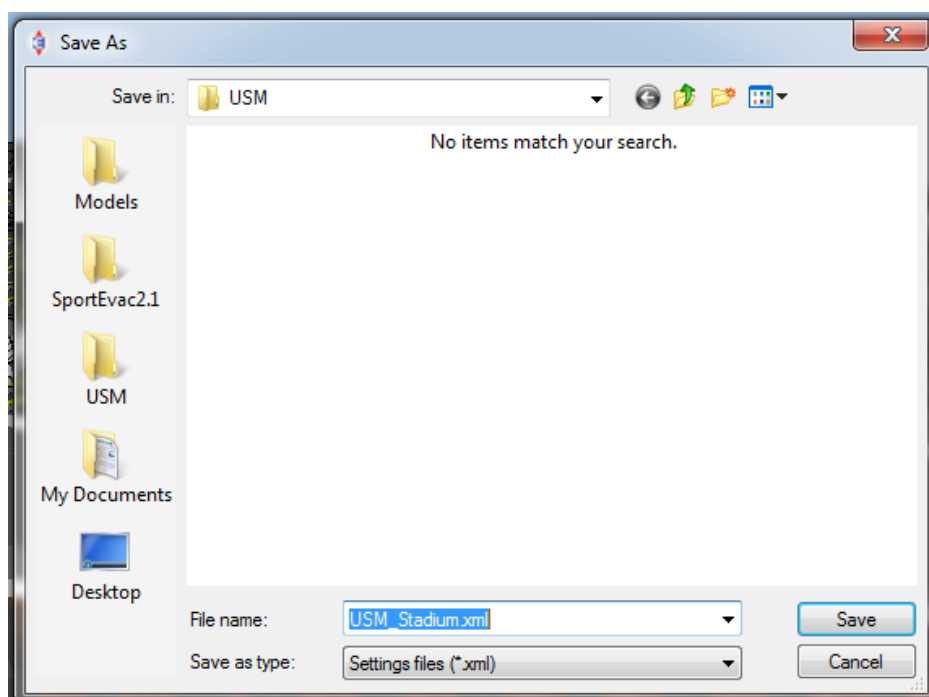 Save As
X
Save in: USM
No items match your search.
Models
SportEvac2.1
USM
My Documents
Desktop
File name: USM_Stadium.xml Save
Save as type: Settings files (*.xml) Cancel